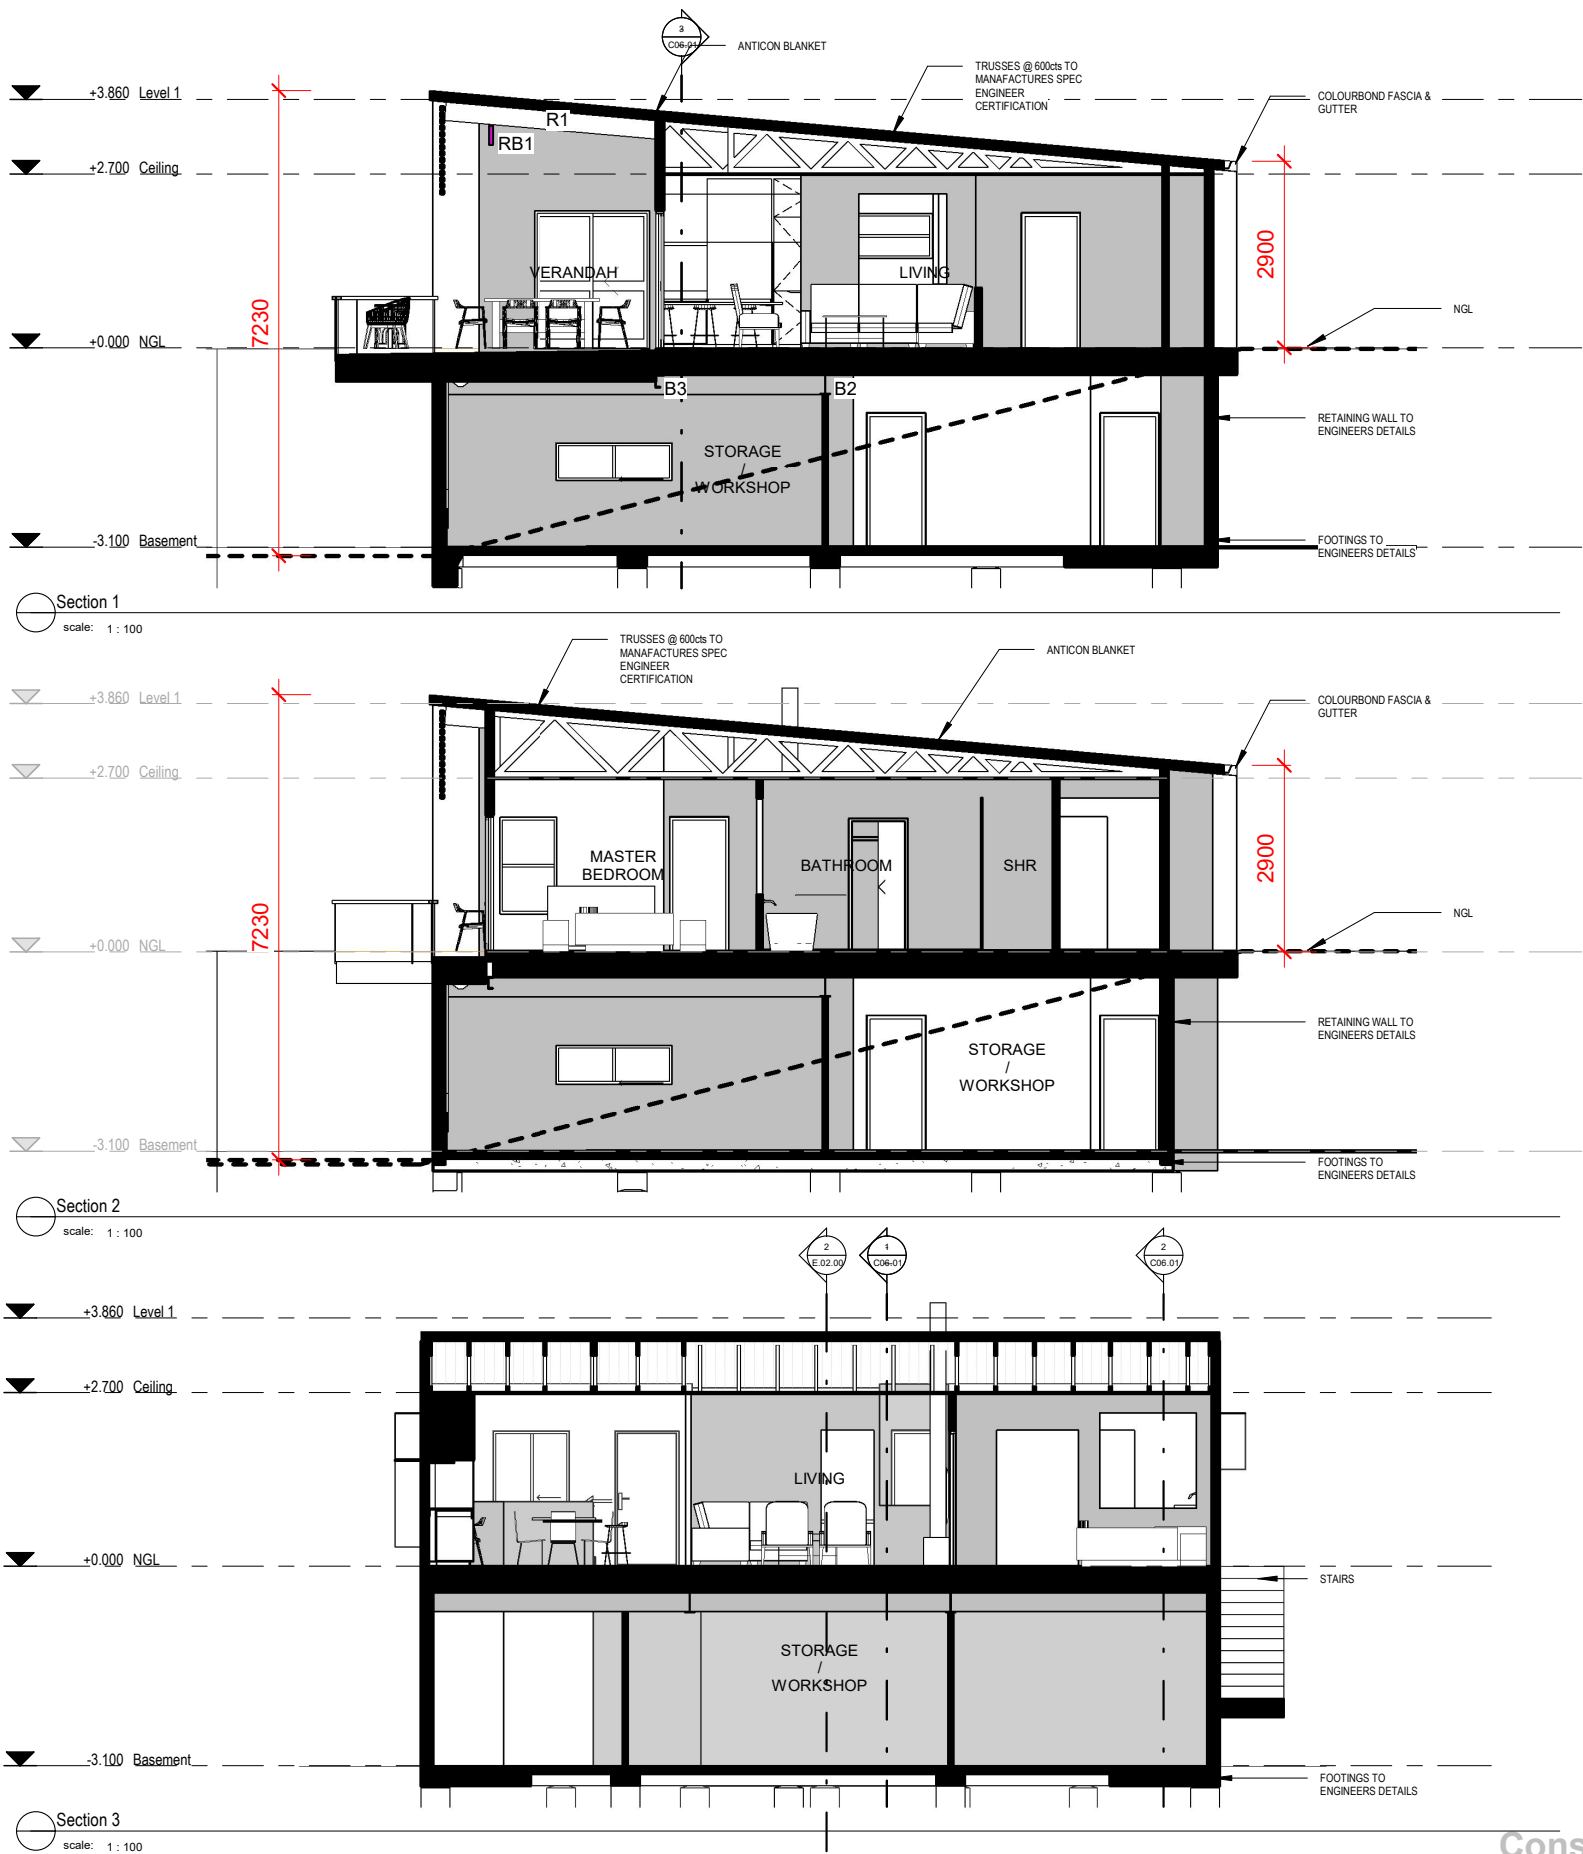 3
C06.01
ANTICON BLANKET
TRUSSES @ 600cts TO
MANAFACTURES SPEC
ENGINEER
CERTIFICATION
COLOURBOND FASCIA &
GUTTER
+3.860 Level 1
R1
RB1
+2.700 Ceiling
VERANDAH
LIVING
2900
7230
NGL
+0.000 NGL
B3
B2
RETAINING WALL TO
ENGINEERS DETAILS
STORAGE
/
WORKSHOP
-3.100 Basement
FOOTINGS TO
ENGINEERS DETAILS
Section 1
scale: 1 : 100
TRUSSES @ 600cts TO
MANAFACTURES SPEC
ENGINEER
CERTIFICATION
ANTICON BLANKET
COLOURBOND FASCIA &
GUTTER
+3.860 Level 1
+2.700 Ceiling
MASTER
BEDROOM
BATHROOM
SHR
2900
7230
NGL
+0.000 NGL
RETAINING WALL TO
ENGINEERS DETAILS
STORAGE
/
WORKSHOP
-3.100 Basement
FOOTINGS TO
ENGINEERS DETAILS
Section 2
scale: 1 : 100
2
E.02.00
1
C06.01
2
C06.01
+3.860 Level 1
+2.700 Ceiling
LIVING
+0.000 NGL
STAIRS
STORAGE
/
WORKSHOP
-3.100 Basement
FOOTINGS TO
ENGINEERS DETAILS
Section 3
scale: 1 : 100
Cons